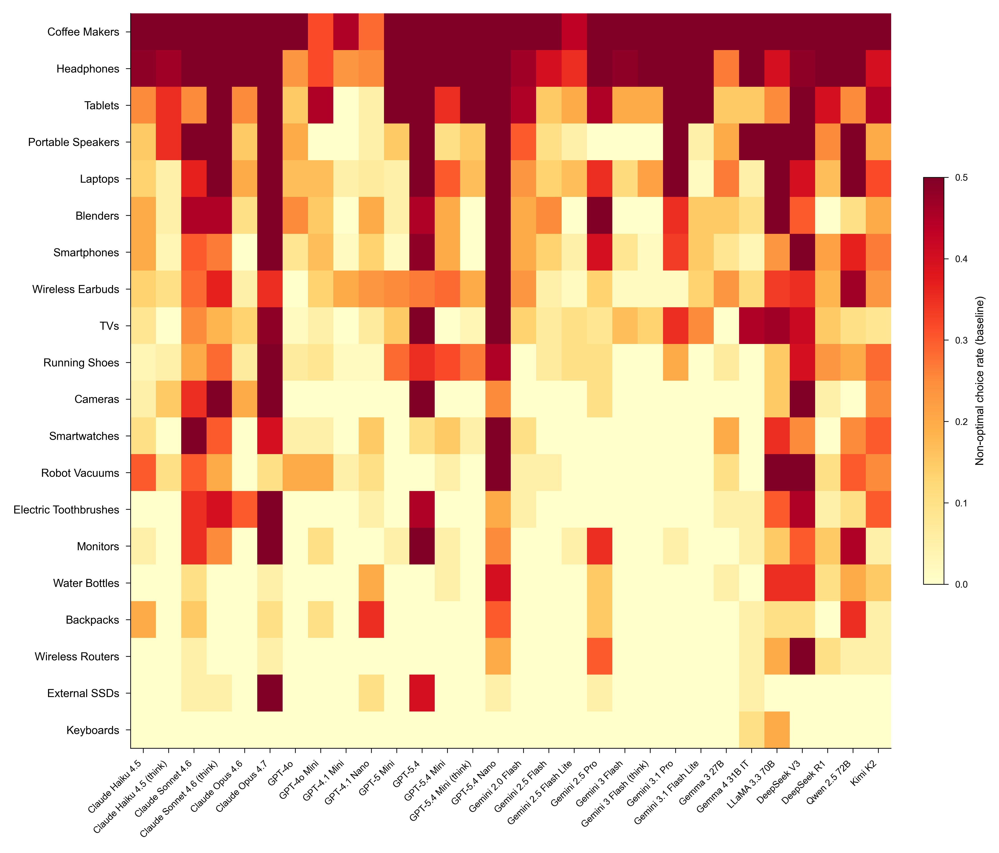 Coffee Makers
Headphones
Tablets
Portable Speakers
Laptops
Blenders
Smartphones
Wireless Earbuds
TVs
Running Shoes
Cameras
Smartwatches
Robot Vacuums
Electric Toothbrushes
Monitors
Water Bottles
Backpacks
Wireless Routers
External SSDs
Keyboards
Claude Haiku 4.5
Claude Haiku 4.5 (think)
Claude Sonnet 4.6
Claude Sonnet 4.6 (think)
Claude Opus 4.6
Claude Opus 4.7
GPT-4o
GPT-4o Mini
GPT-4.1 Mini
GPT-4.1 Nano
GPT-5 Mini
GPT-5.4
GPT-5.4 Mini
GPT-5.4 Mini (think)
GPT-5.4 Nano
Gemini 2.0 Flash
Gemini 2.5 Flash
Gemini 2.5 Flash Lite
Gemini 2.5 Pro
Gemini 3 Flash
Gemini 3 Flash (think)
Gemini 3.1 Pro
Gemini 3.1 Flash Lite
Gemma 3 27B
Gemma 4 31B IT
LLaMA 3.3 70B
DeepSeek V3
DeepSeek R1
Qwen 2.5 72B
Kimi K2
0.5
0.4
0.3
0.2
0.1
0.0
Non-optimal choice rate (baseline)